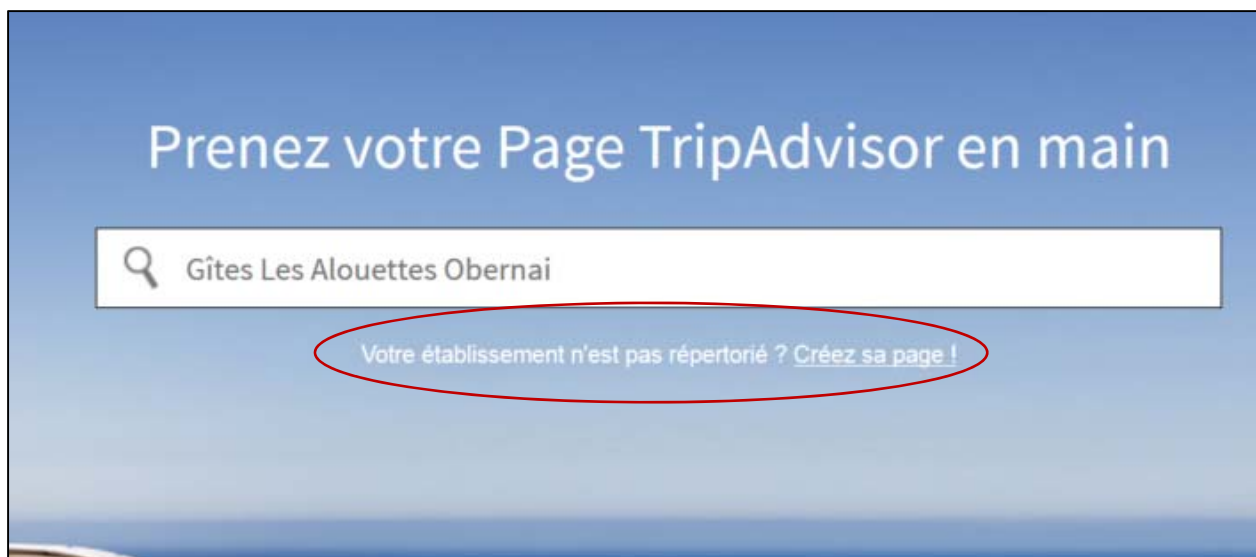 Prenez votre Page TripAdvisor en main
Gîtes Les Alouettes Obernai
Votre établissement n'est pas répertorié ? Créez sa page !